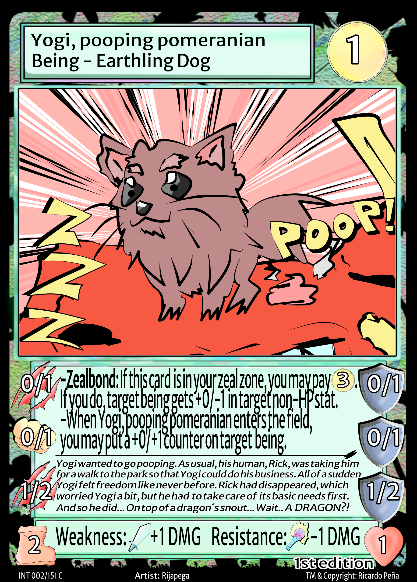 Yogi, pooping pomeranian
1
Being - Earthling Dog
POOP!
0/1
-Zealbond: If this card is in your zeal zone, you may pay 3.
0/1
If you do, target being gets +0/-1 in target non-HP stat.
-When Yogi, pooping pomeranian enters the field,
0/1
you may put a +0/+1 counter on target being.
0/1
Yogi wanted to go pooping. As usual, his human, Rick, was taking him
for a walk to the park so that Yogi could do his business. All of a sudden
1/2
Yogi felt freedom like never before. Rick had disappeared, which
1/2
worried Yogi a bit, but he had to take care of its basic needs first.
And so he did... On top of a dragon's snout... Wait... A DRAGON?!
2
Weakness: +1 DMG Resistance: -1 DMG
1
1st edition
INT 002/151 C
Artist: Rijapega
TM & Copyright: Ricardo Peña